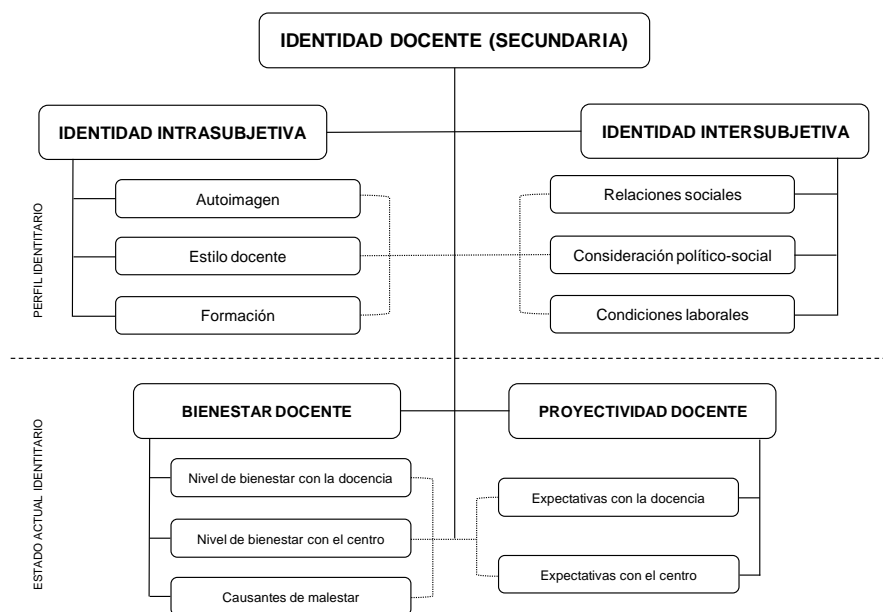 IDENTIDAD DOCENTE (SECUNDARIA)
IDENTIDAD INTRASUBJETIVA
IDENTIDAD INTERSUBJETIVA
PERFIL IDENTITARIO
Autoimagen
Relaciones sociales
Estilo docente
Consideración político-social
Formación
Condiciones laborales
BIENESTAR DOCENTE
PROYECTIVIDAD DOCENTE
ESTADO ACTUAL IDENTITARIO
Nivel de bienestar con la docencia
Expectativas con la docencia
Nivel de bienestar con el centro
Expectativas con el centro
Causantes de malestar